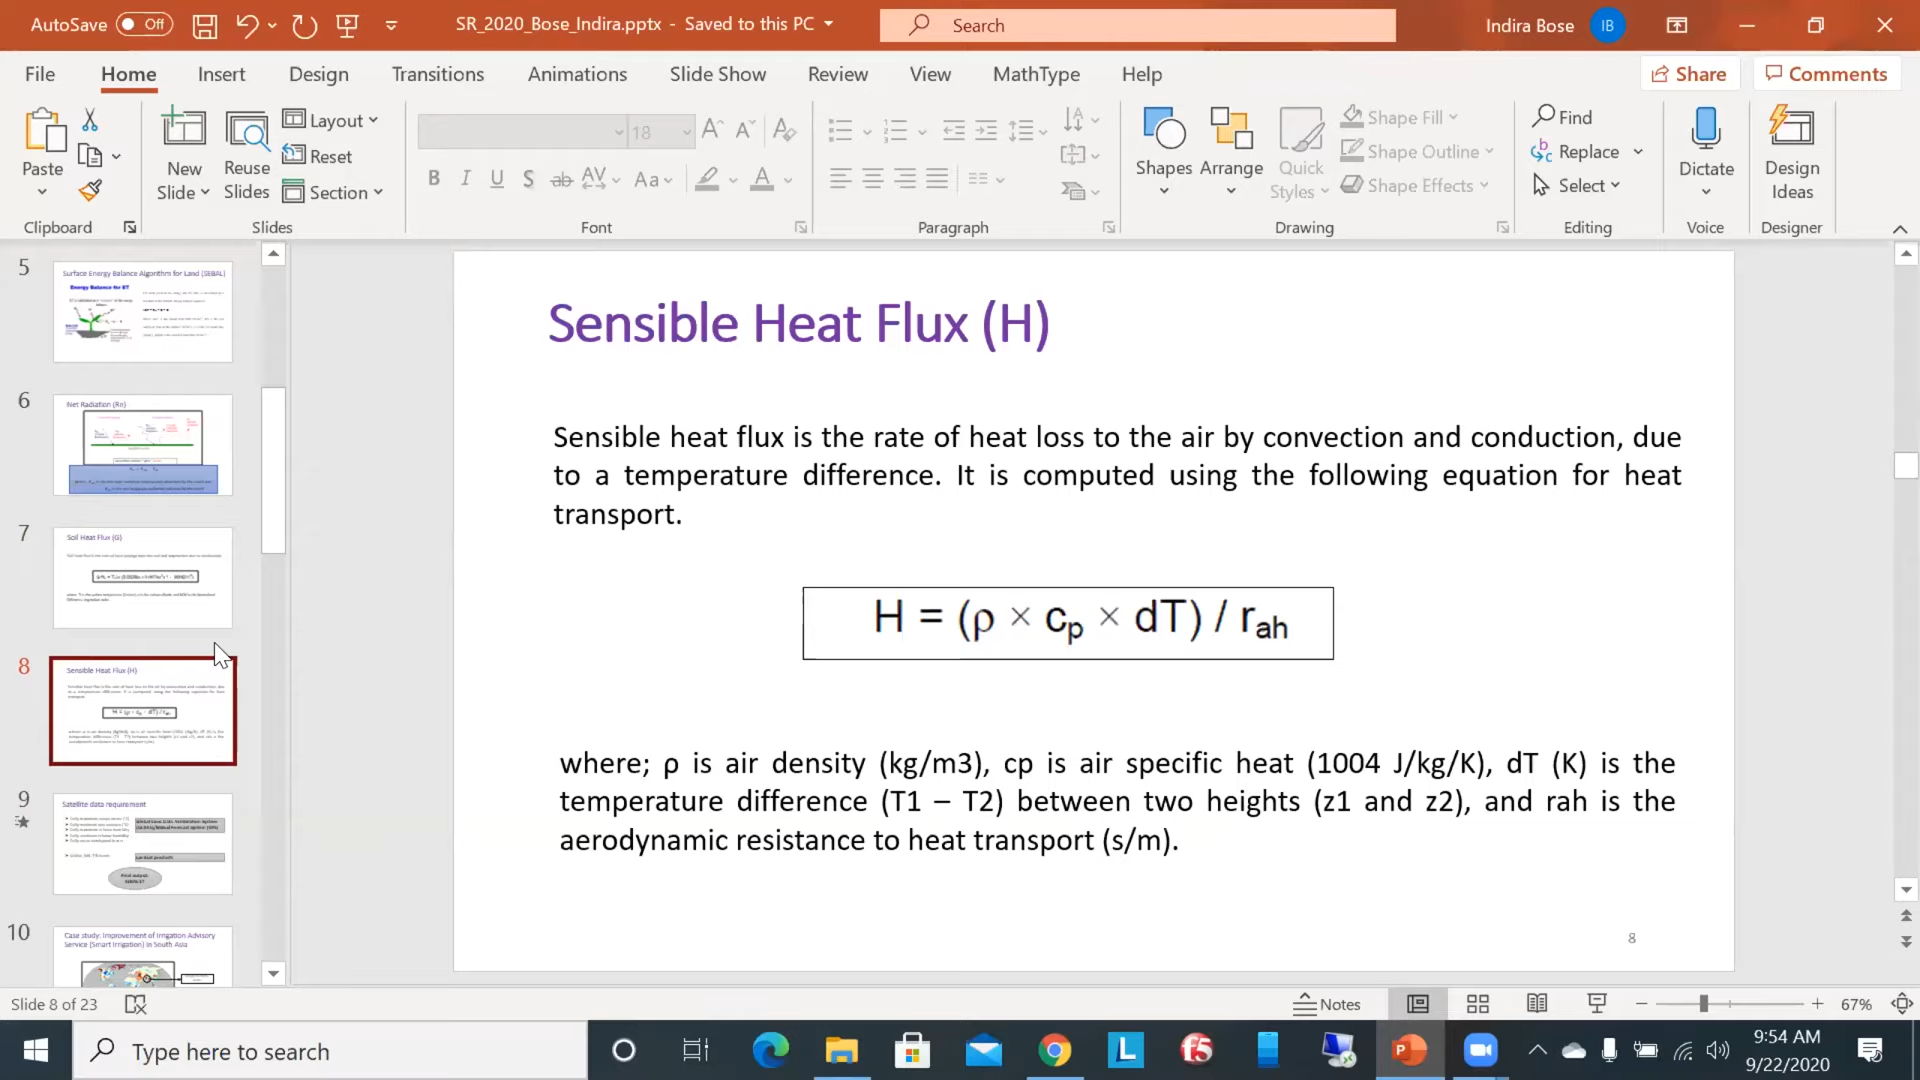 AutoSave Off
SR_2020_Bose_Indira.pptx - Saved to this PC
Search
Indira Bose IB
File Home Insert Design Transitions Animations Slide Show Review View MathType Help
Share Comments
Paste
New Slide
Reuse Slides
Layout
Reset
Section
18
B I U S ab AV Aa A
Shapes
Arrange
Quick Styles
Shape Fill
Shape Outline
Shape Effects
Find
Replace
Select
Dictate
Design Ideas
Clipboard Slides Font Paragraph Drawing Editing Voice Designer
5
Surface Energy Balance Algorithm for Land (SEBAL)
Energy Balance for ET
6
Net Radiation (Rn)
7
Soil Heat Flux (G)
8
Sensible Heat Flux (H)
9
Satellite data requirement
10
Case study: Improvement of Irrigation Advisory
Service (Smart Irrigation) in South Asia
Sensible Heat Flux (H)
Sensible heat flux is the rate of heat loss to the air by convection and conduction, due
to a temperature difference. It is computed using the following equation for heat
transport.
H = (ρ × cp × dT) / rah
where; ρ is air density (kg/m3), cp is air specific heat (1004 J/kg/K), dT (K) is the
temperature difference (T1 – T2) between two heights (z1 and z2), and rah is the
aerodynamic resistance to heat transport (s/m).
8
Slide 8 of 23
Notes
67%
Type here to search
9:54 AM
9/22/2020